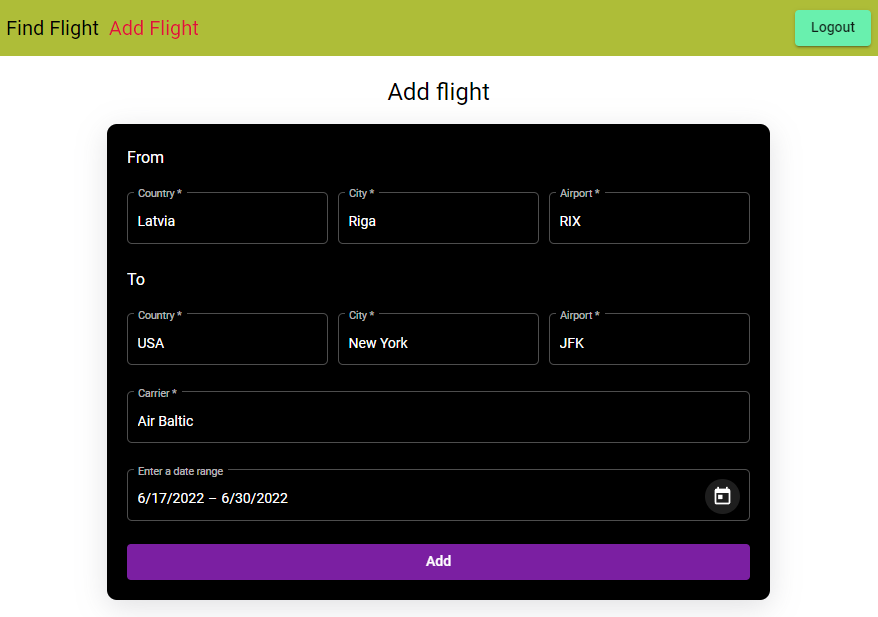 Find Flight Add Flight Logout
Add flight
From
Country * City * Airport *
Latvia Riga RIX
To
Country * City * Airport *
USA New York JFK
Carrier *
Air Baltic
Enter a date range
6/17/2022 – 6/30/2022
Add